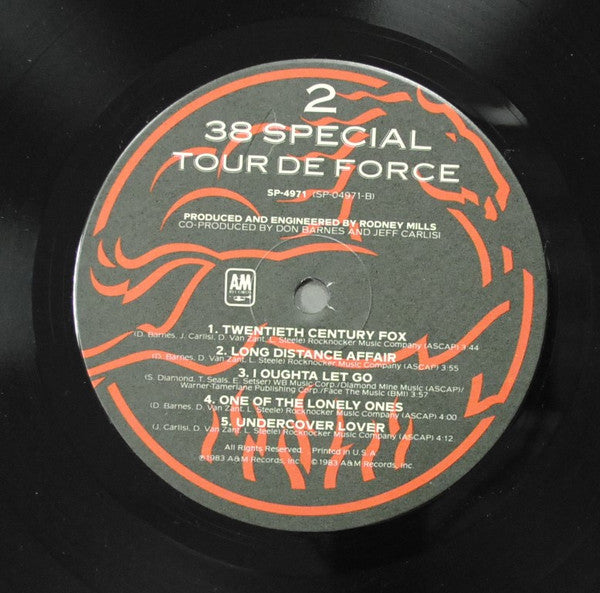 2
38 SPECIAL
TOUR DE FORCE
SP-4971 (SP-04971-B)
PRODUCED AND ENGINEERED BY RODNEY MILLS
CO-PRODUCED BY DON BARNES AND JEFF CARLISI
A&M
RECORDS
1. TWENTIETH CENTURY FOX
(D. Barnes, J. Carlisi, D. Van Zant, L. Steele) Rocknocker Music Company (ASCAP) 3:44
2. LONG DISTANCE AFFAIR
(D. Barnes, D. Van Zant, L. Steele) Rocknocker Music Company (ASCAP) 3:55
3. I OUGHTA LET GO
(S. Diamond, T. Seals, E. Setser) WB Music Corp./Diamond Mine Music (ASCAP)/
Warner-Tamerlane Publishing Corp./Face The Music (BMI) 3:57
4. ONE OF THE LONELY ONES
(D. Barnes, D. Van Zant, L. Steele) Rocknocker Music Company (ASCAP) 4:00
5. UNDERCOVER LOVER
(J. Carlisi, D. Van Zant, L. Steele) Rocknocker Music Company (ASCAP) 4:12
All Rights Reserved. Printed in U.S.A.
℗1983 A&M Records, Inc. ©1983 A&M Records, Inc.